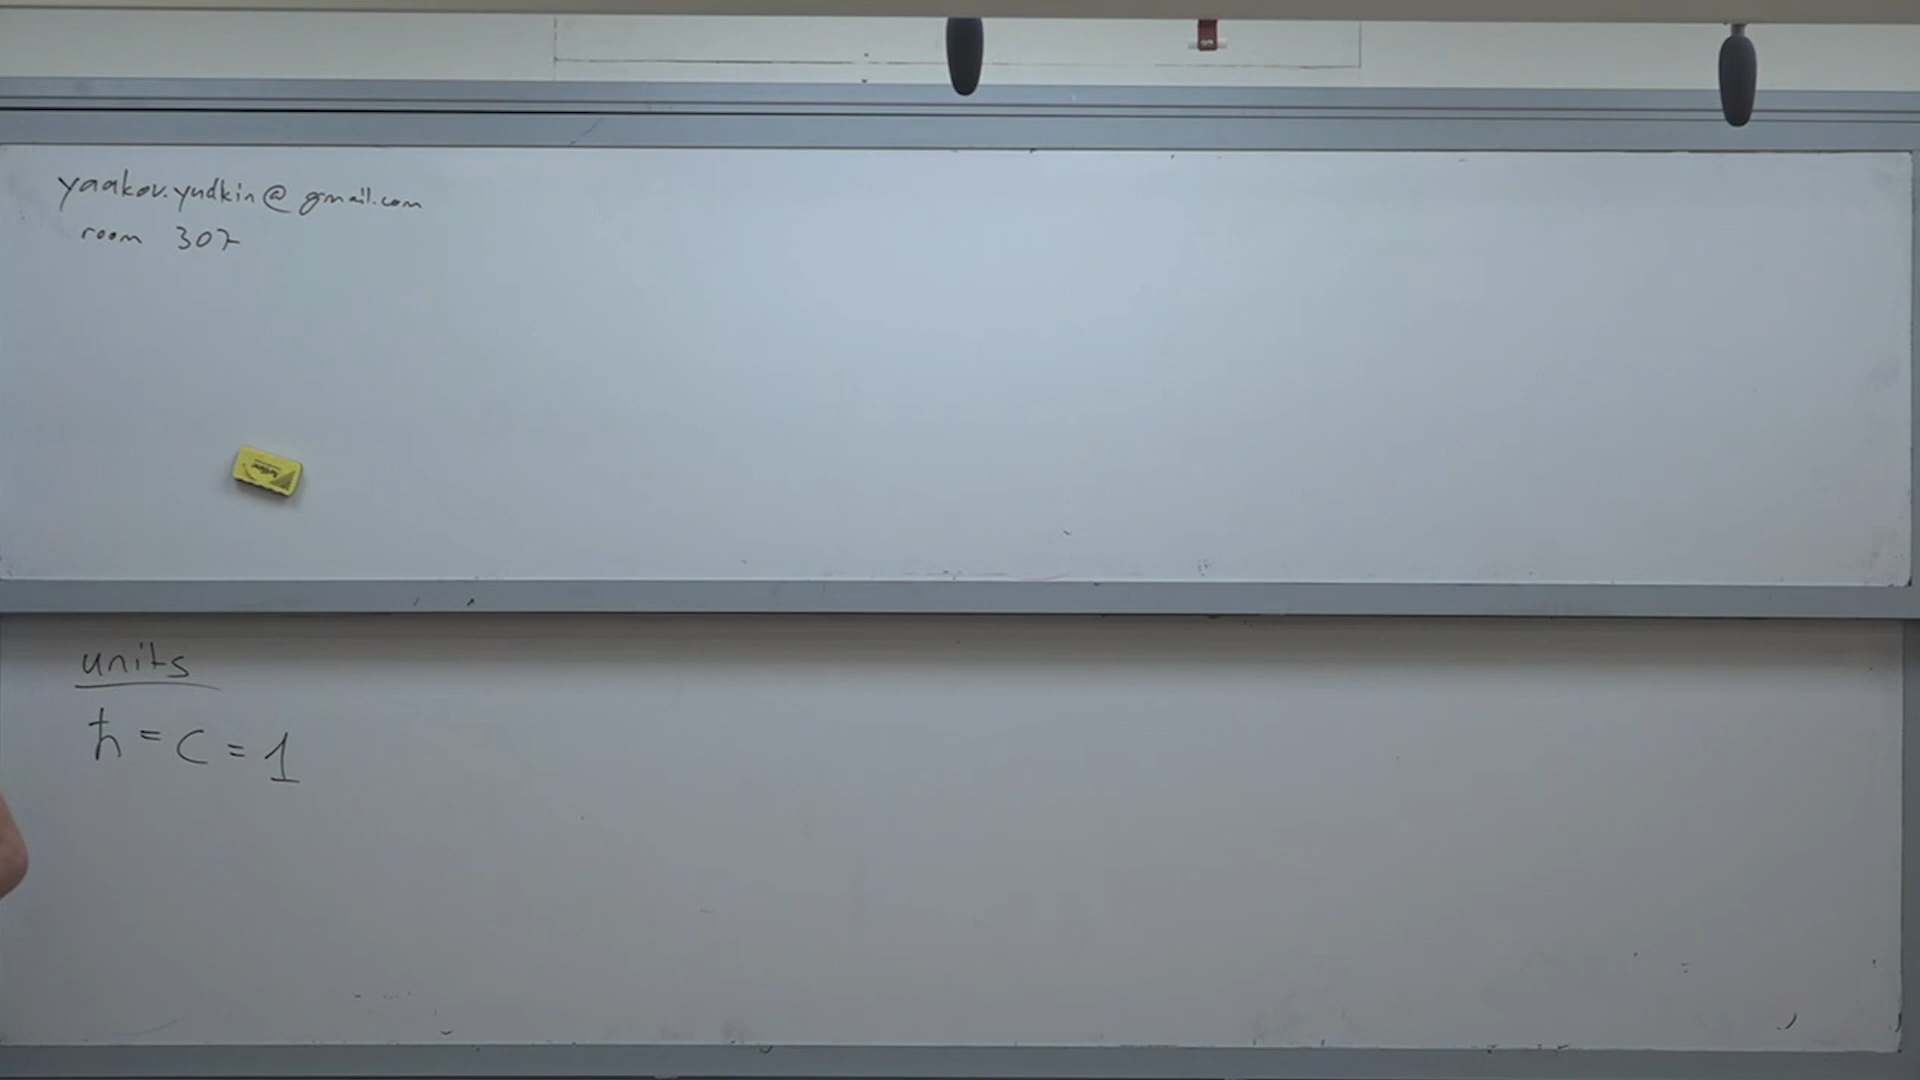 yaakov.yudkin@gmail.com
room 307
units
ħ = c = 1